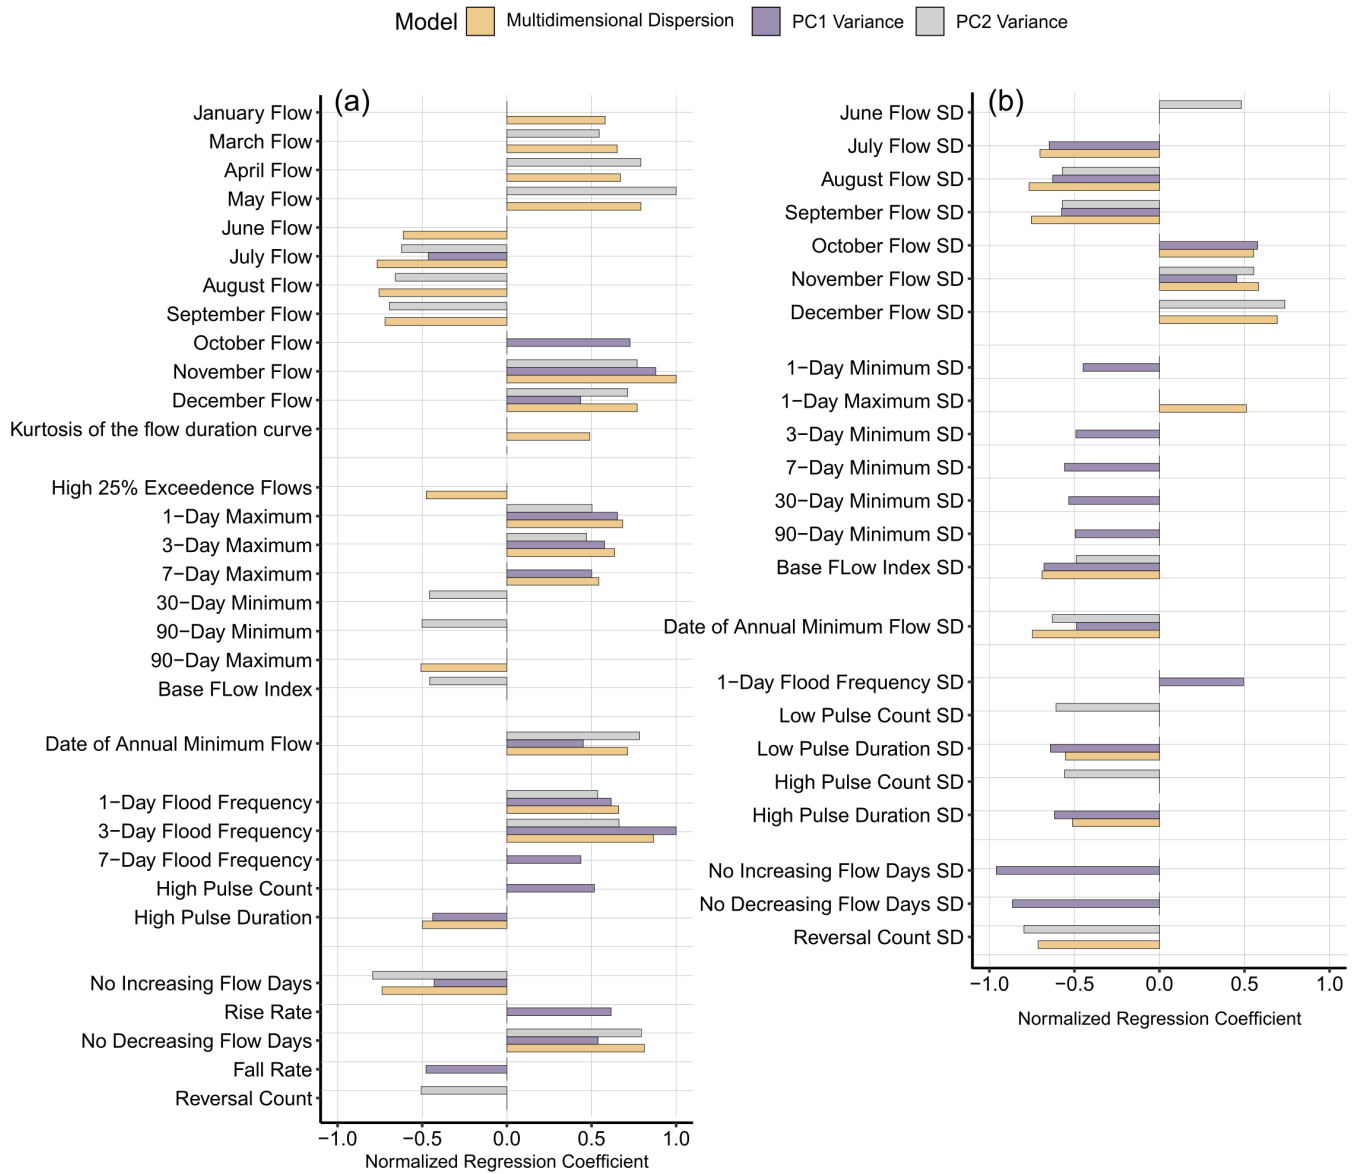 Model Multidimensional Dispersion PC1 Variance PC2 Variance
(a)
January Flow
March Flow
April Flow
May Flow
June Flow
July Flow
August Flow
September Flow
October Flow
November Flow
December Flow
Kurtosis of the flow duration curve
High 25% Exceedence Flows
1−Day Maximum
3−Day Maximum
7−Day Maximum
30−Day Minimum
90−Day Minimum
90−Day Maximum
Base FLow Index
Date of Annual Minimum Flow
1−Day Flood Frequency
3−Day Flood Frequency
7−Day Flood Frequency
High Pulse Count
High Pulse Duration
No Increasing Flow Days
Rise Rate
No Decreasing Flow Days
Fall Rate
Reversal Count
−1.0 −0.5 0.0 0.5 1.0
Normalized Regression Coefficient
(b)
June Flow SD
July Flow SD
August Flow SD
September Flow SD
October Flow SD
November Flow SD
December Flow SD
1−Day Minimum SD
1−Day Maximum SD
3−Day Minimum SD
7−Day Minimum SD
30−Day Minimum SD
90−Day Minimum SD
Base FLow Index SD
Date of Annual Minimum Flow SD
1−Day Flood Frequency SD
Low Pulse Count SD
Low Pulse Duration SD
High Pulse Count SD
High Pulse Duration SD
No Increasing Flow Days SD
No Decreasing Flow Days SD
Reversal Count SD
−1.0 −0.5 0.0 0.5 1.0
Normalized Regression Coefficient